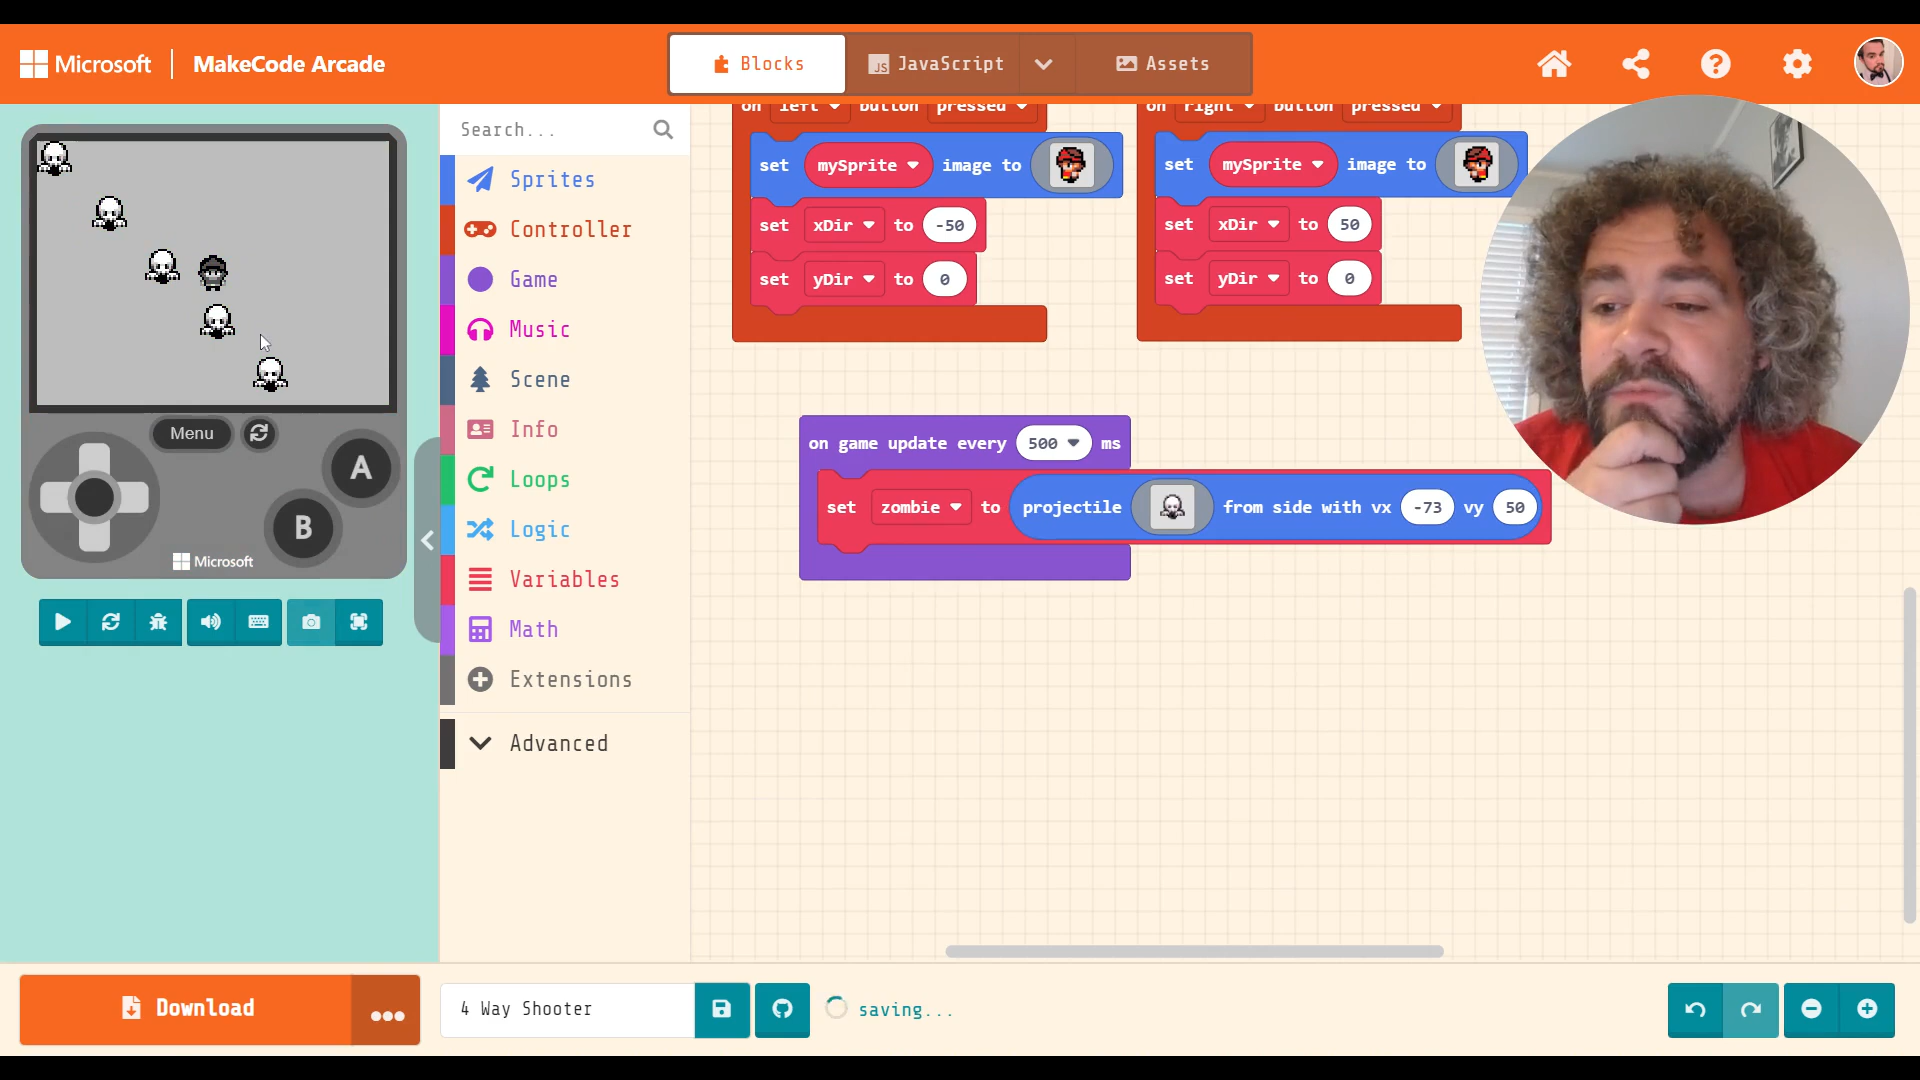 Microsoft
MakeCode Arcade
Blocks
JS
JavaScript
Assets
Search...
Sprites
Controller
Game
Music
Scene
Info
Loops
Logic
Variables
Math
Extensions
Advanced
Menu
A
B
Microsoft
on left button pressed
set mySprite image to
set xDir to -50
set yDir to 0
on right button pressed
set mySprite image to
set xDir to 50
set yDir to 0
on game update every 500 ms
set zombie to projectile from side with vx -73 vy 50
Download
4 Way Shooter
saving...